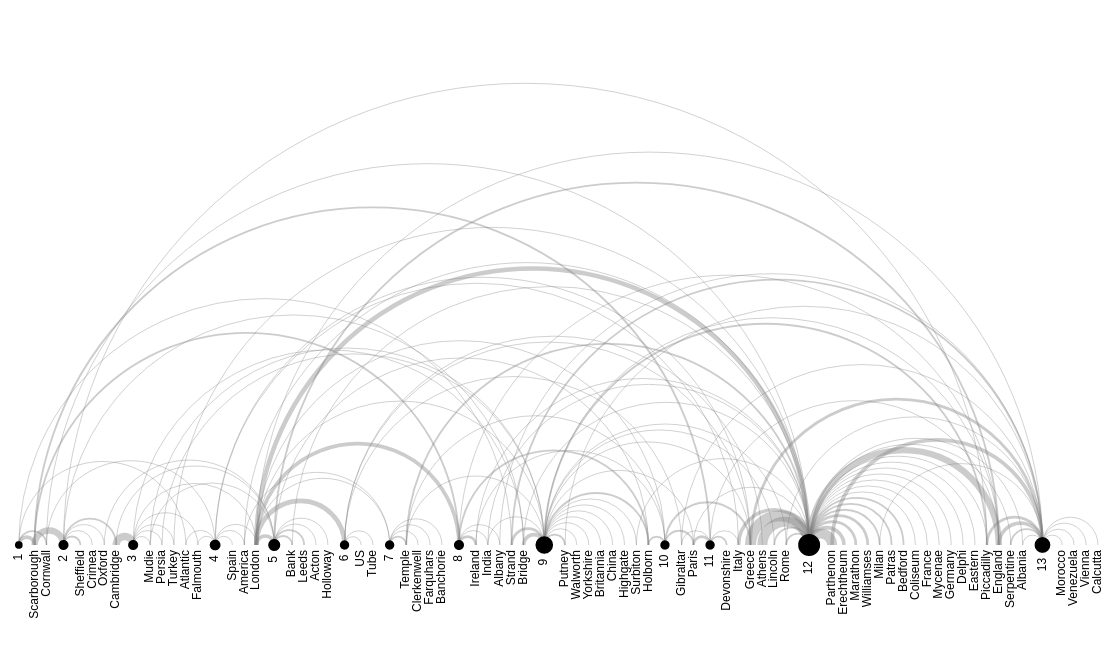 1
Scarborough
Cornwall
2
Sheffield
Crimea
Oxford
Cambridge
3
Mudie
Persia
Turkey
Atlantic
Falmouth
4
Spain
America
London
5
Bank
Leeds
Acton
Holloway
6
US
Tube
7
Temple
Clerkenwell
Farquhars
Banchorie
8
Ireland
India
Albany
Strand
Bridge
9
Putney
Walworth
Yorkshire
Britannia
China
Highgate
Surbiton
Holborn
10
Gibraltar
Paris
11
Devonshire
Italy
Greece
Athens
Lincoln
Rome
12
Parthenon
Erechtheum
Marathon
Williamses
Milan
Patras
Bedford
Coliseum
France
Mycenae
Germany
Delphi
Eastern
Piccadilly
England
Serpentine
Albania
13
Morocco
Venezuela
Vienna
Calcutta